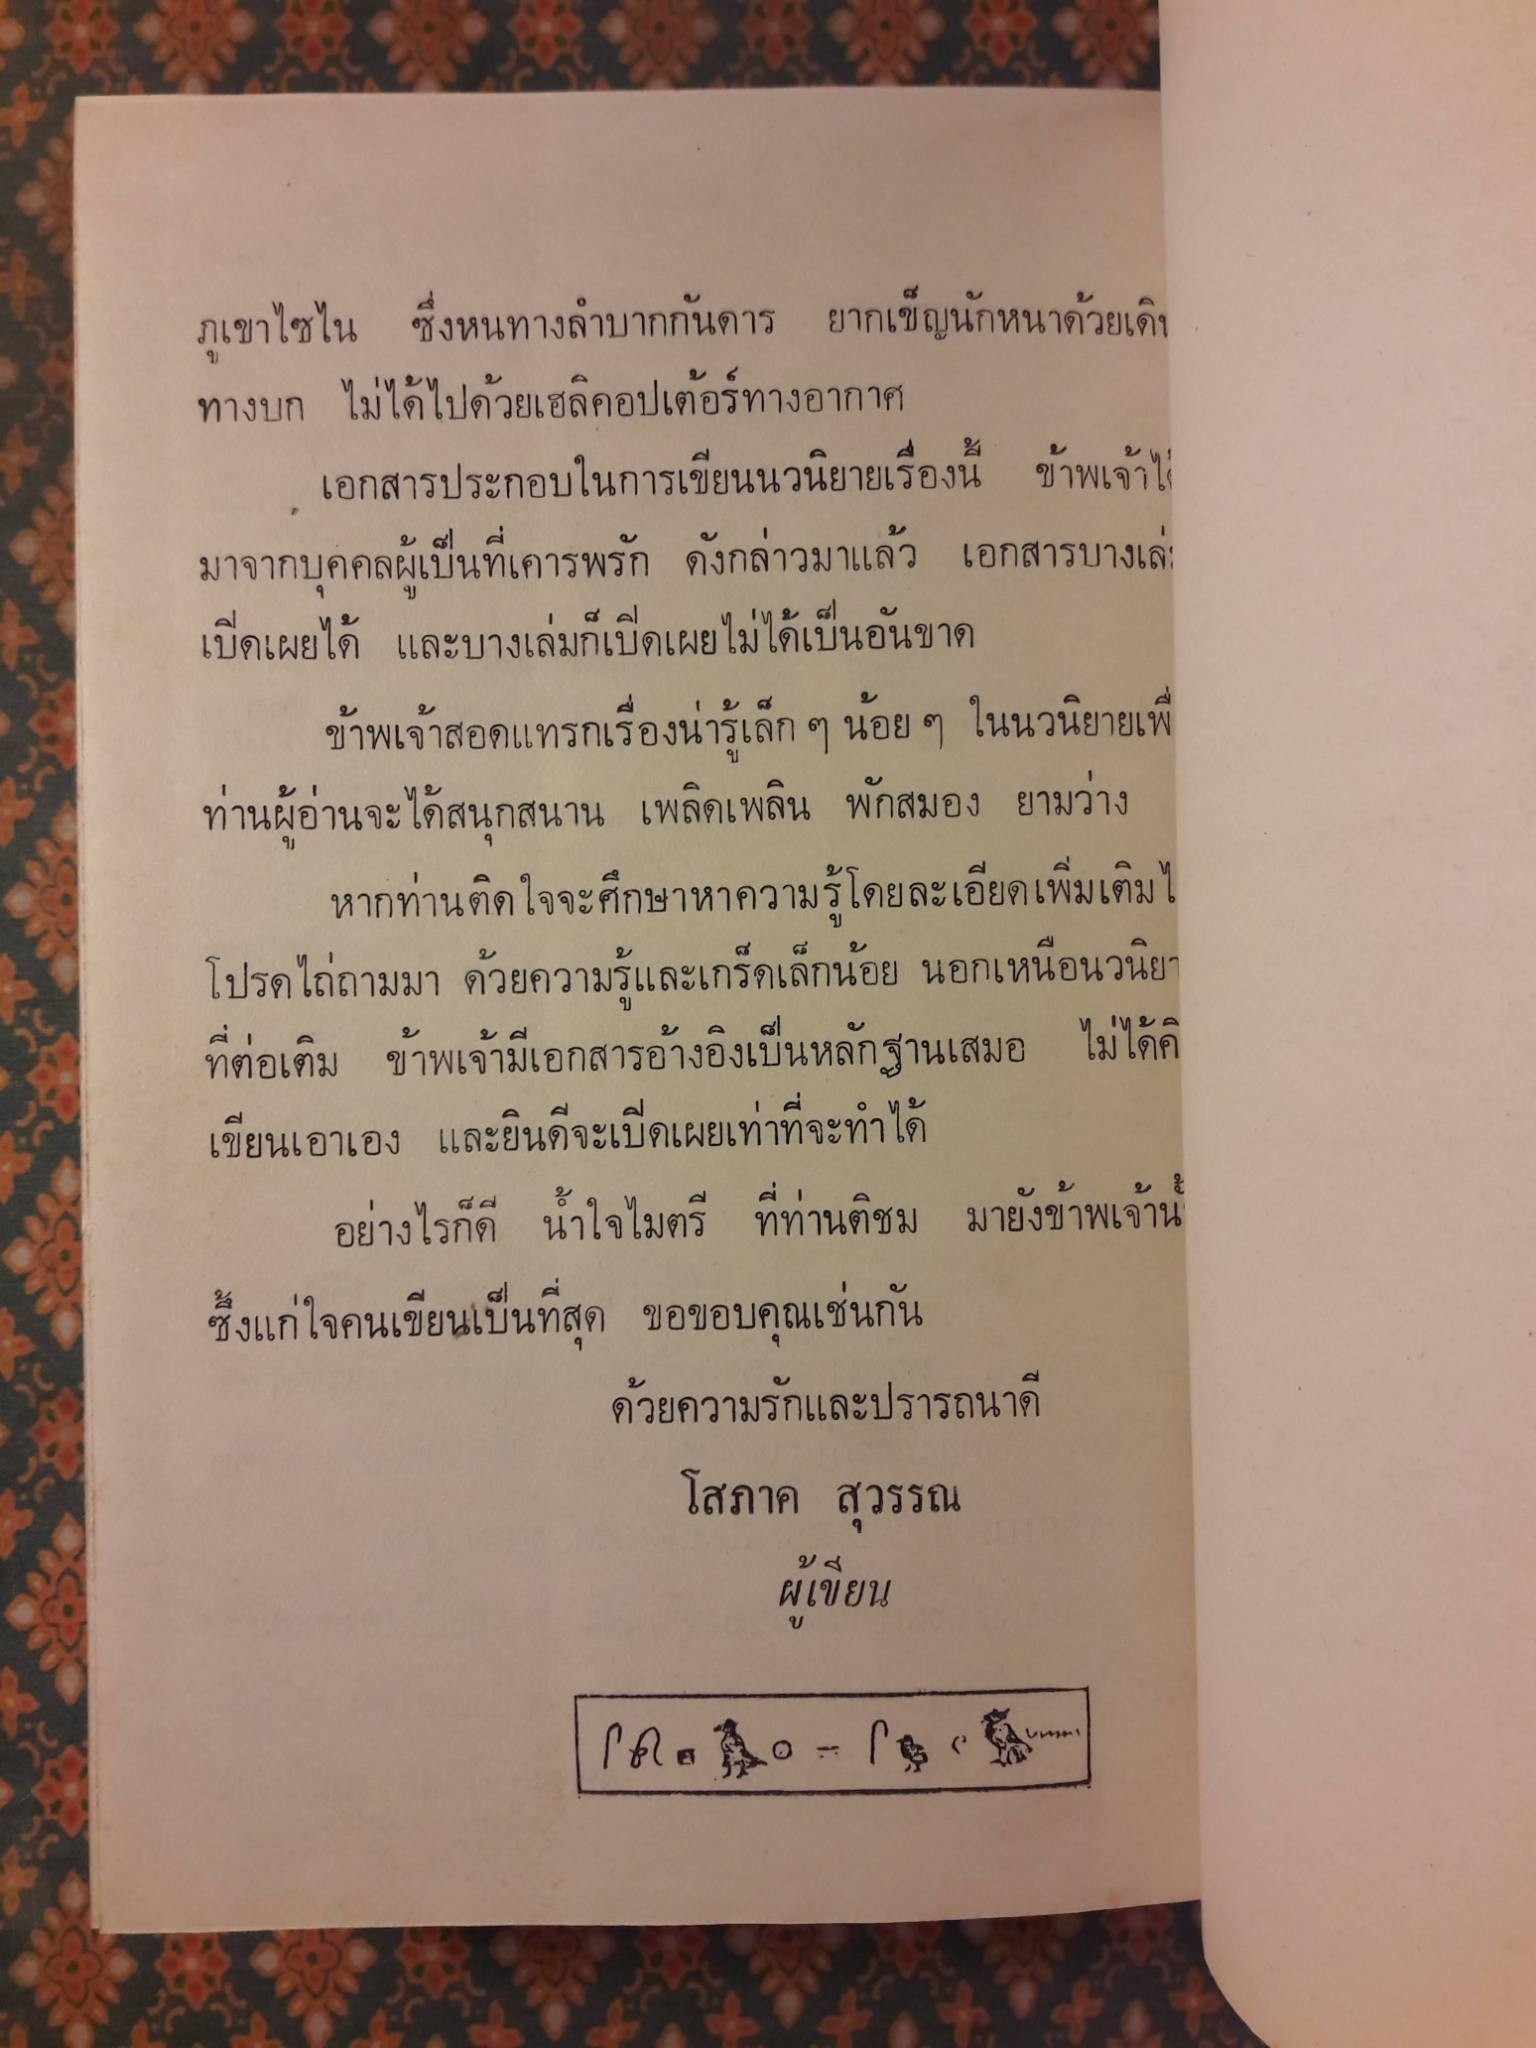 ภูเขาไซไน ซึ่งหนทางลำบากกันดาร ยากเข็ญนักหนาด้วยเดิน
ทางบก ไม่ได้ไปด้วยเฮลิคอปเต้อร์ทางอากาศ
เอกสารประกอบในการเขียนนวนิยายเรื่องนี้ ข้าพเจ้าได้
มาจากบุคคลผู้เป็นที่เคารพรัก ดังกล่าวมาแล้ว เอกสารบาง
เปิดเผยได้ และบางเล่มก็เปิดเผยไม่ได้เป็นอันขาด
ข้าพเจ้าสอดแทรกเรื่องน่ารู้เล็ก ๆ น้อย ๆ ในนวนิยาย
ท่านผู้อ่านจะได้สนุกสนาน เพลิดเพลิน พักสมอง ยามว่าง
หากท่านติดใจจะศึกษาหาความรู้โดยละเอียดเพิ่มเติม
โปรดไถ่ถามมา ด้วยความรู้และเกร็ดเล็กน้อย นอกเหนือ
ที่ต่อเติม ข้าพเจ้ามีเอกสารอ้างอิงเป็นหลักฐานเสมอ ไม่ได้
เขียนเอาเอง และยินดีจะเปิดเผยเท่าที่จะทำได้
อย่างไรก็ดี น้ำใจไมตรี ที่ท่านติชม มายังข้าพเจ้า
ซึ้งแก่ใจคนเขียนเป็นที่สุด ขอขอบคุณเช่นกัน
ด้วยความรักและปรารถนาดี
โสภาค สุวรรณ
ผู้เขียน